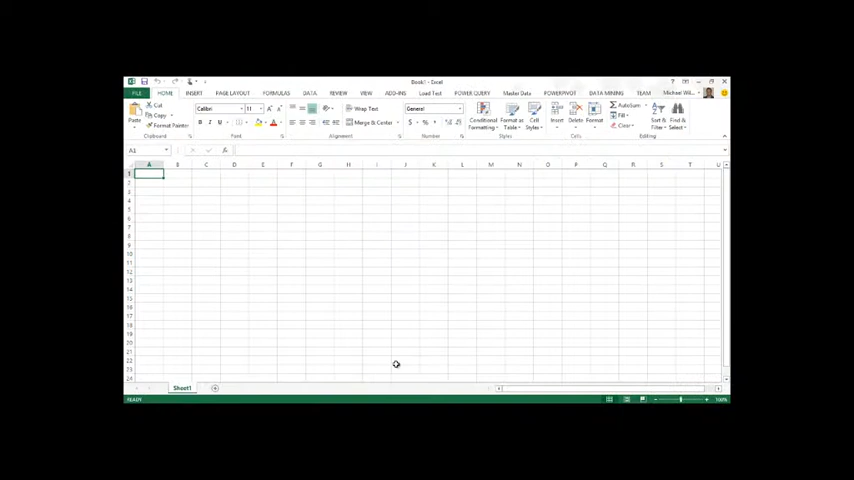 Book1 - Excel
FILE HOME INSERT PAGE LAYOUT FORMULAS DATA REVIEW VIEW ADD-INS Load Test POWER QUERY Master Data POWERPIVOT DATA MINING TEAM Michael Wil...
Paste Cut Copy Format Painter
Calibri 11
B I U
Wrap Text
Merge & Center
General
$ % ,
Conditional Formatting Format as Table Cell Styles
Insert Delete Format
AutoSum Fill Clear
Sort & Filter Find & Select
Clipboard Font Alignment Number Styles Cells Editing
A1 fx
A B C D E F G H I J K L M N O P Q R S T U
1
2
3
4
5
6
7
8
9
10
11
12
13
14
15
16
17
18
19
20
21
22
23
24
Sheet1
READY 100%